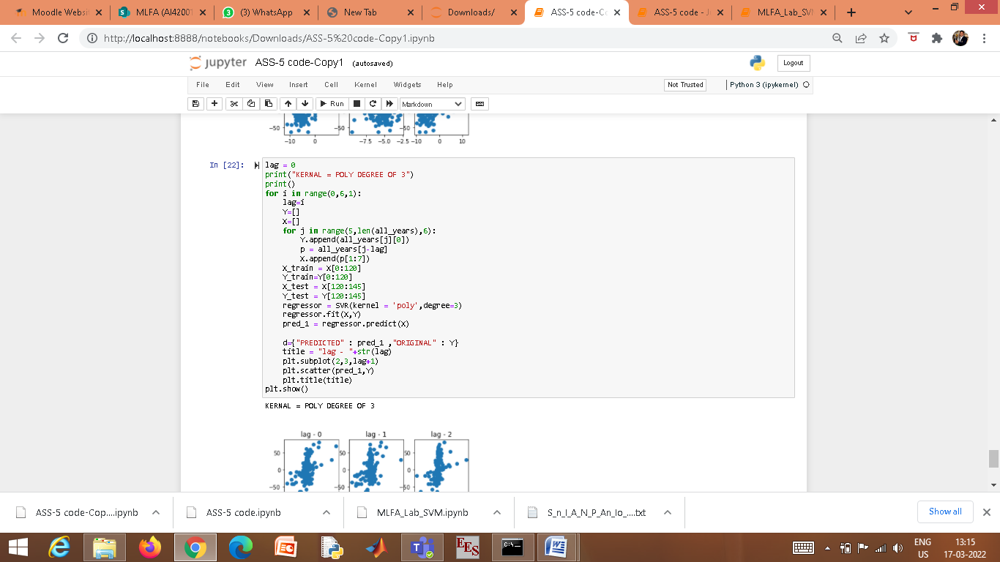 Moodle Websi
MLFA (AI42001
(3) WhatsApp
New Tab
Downloads/
ASS-5 code-Co
ASS-5 code - J
MLFA_Lab_SVM
http://localhost:8888/notebooks/Downloads/ASS-5%20code-Copy1.ipynb
jupyter ASS-5 code-Copy1 (autosaved)
Logout
File Edit View Insert Cell Kernel Widgets Help
Not Trusted
Python 3 (ipykernel)
Run
Markdown
−50 −50 −50
−10 0 −7.5 −5.0 −2.5 −10 0 10
In [22]:
lag = 0
print("KERNAL = POLY DEGREE OF 3")
print()
for i in range(0,6,1):
    lag=i
    Y=[]
    X=[]
    for j in range(5,len(all_years),6):
        Y.append(all_years[j][0])
        p = all_years[j-lag]
        X.append(p[1:7])
    X_train = X[0:120]
    Y_train=Y[0:120]
    X_test = X[120:145]
    Y_test = Y[120:145]
    regressor = SVR(kernel = 'poly',degree=3)
    regressor.fit(X,Y)
    pred_1 = regressor.predict(X)
    d={"PREDICTED" : pred_1 ,"ORIGINAL" : Y}
    title = "lag - "+str(lag)
    plt.subplot(2,3,lag+1)
    plt.scatter(pred_1,Y)
    plt.title(title)
plt.show()
KERNAL = POLY DEGREE OF 3
lag - 0 lag - 1 lag - 2
50 50 50
0 0 0
−50 −50 −50
ASS-5 code-Cop....ipynb
ASS-5 code.ipynb
MLFA_Lab_SVM.ipynb
S_n_I_A_N_P_An_Io_....txt
Show all
EES
C:\_
ENG
US
13:15
17-03-2022